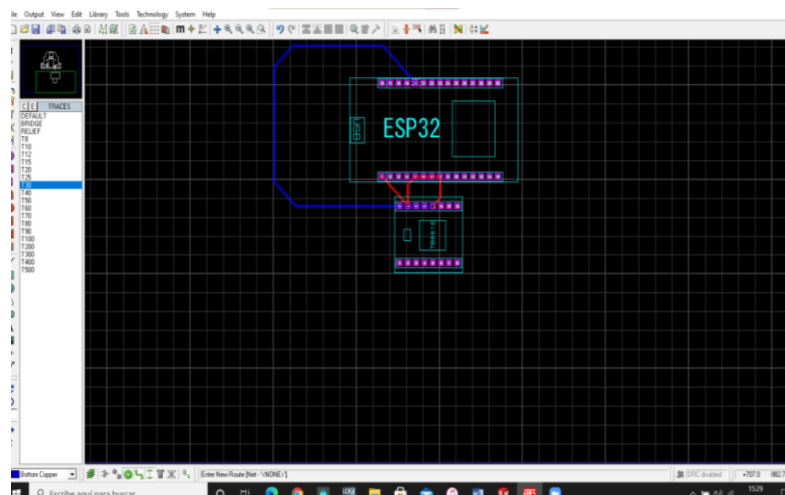 Output View Edit Library Tools Technology System Help
C E TRACES
DEFAULT
BRIDGE
RELIEF
T8
T10
T12
T15
T20
T25
T30
T40
T50
T60
T70
T80
T90
T100
T200
T300
T400
T500
USB
ESP32
Bottom Copper
Enter New Route [Net - '<NONE>'].
DRC disabled
+707.0
Escribe aquí para buscar
15:29